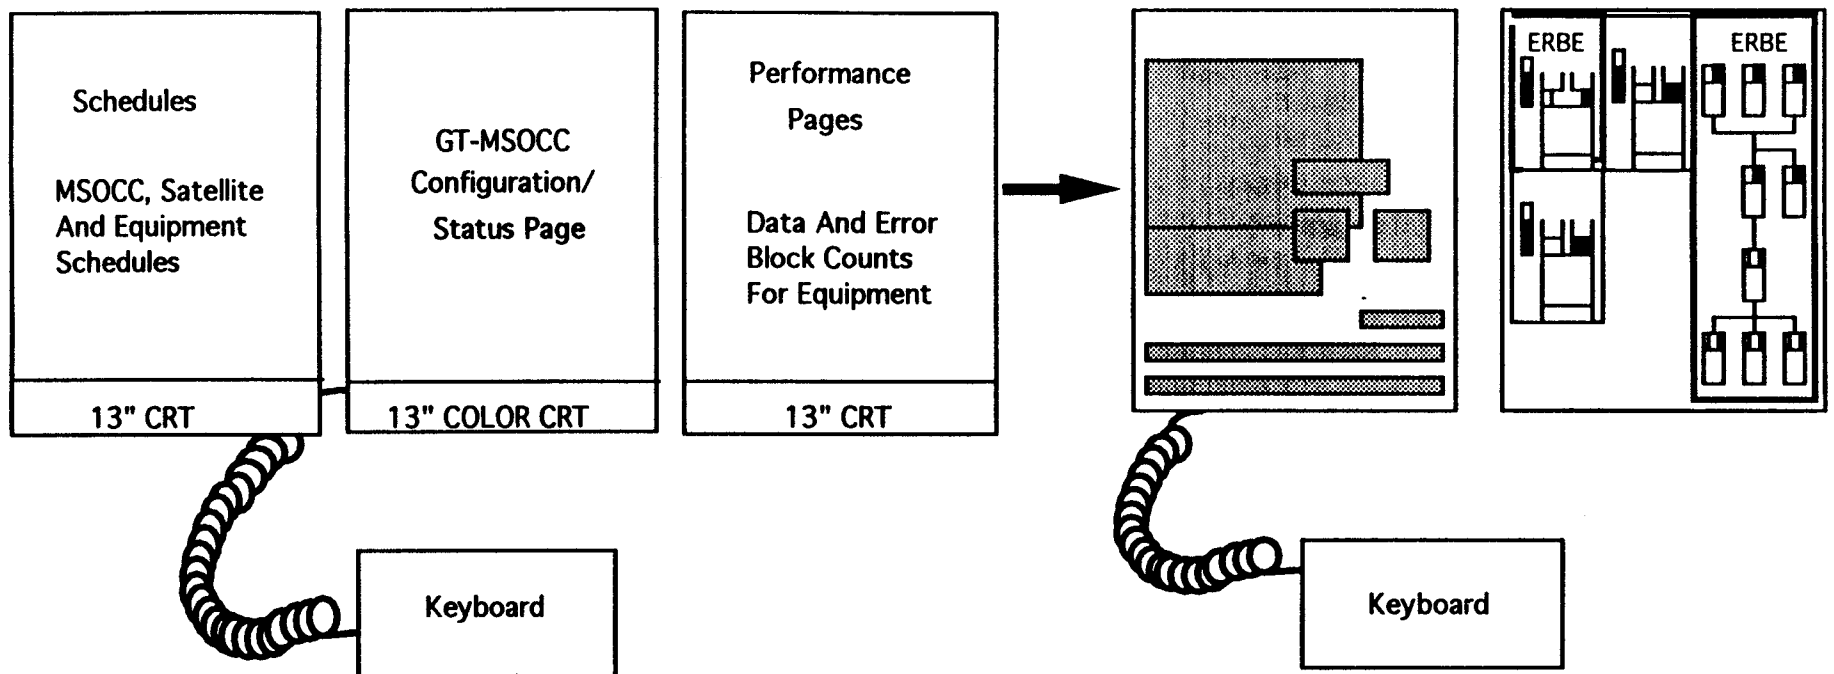 Schedules
MSOCC, Satellite
And Equipment
Schedules
13" CRT
GT-MSOCC
Configuration/
Status Page
13" COLOR CRT
Performance
Pages
Data And Error
Block Counts
For Equipment
13" CRT
ERBE
ERBE
Keyboard
Keyboard